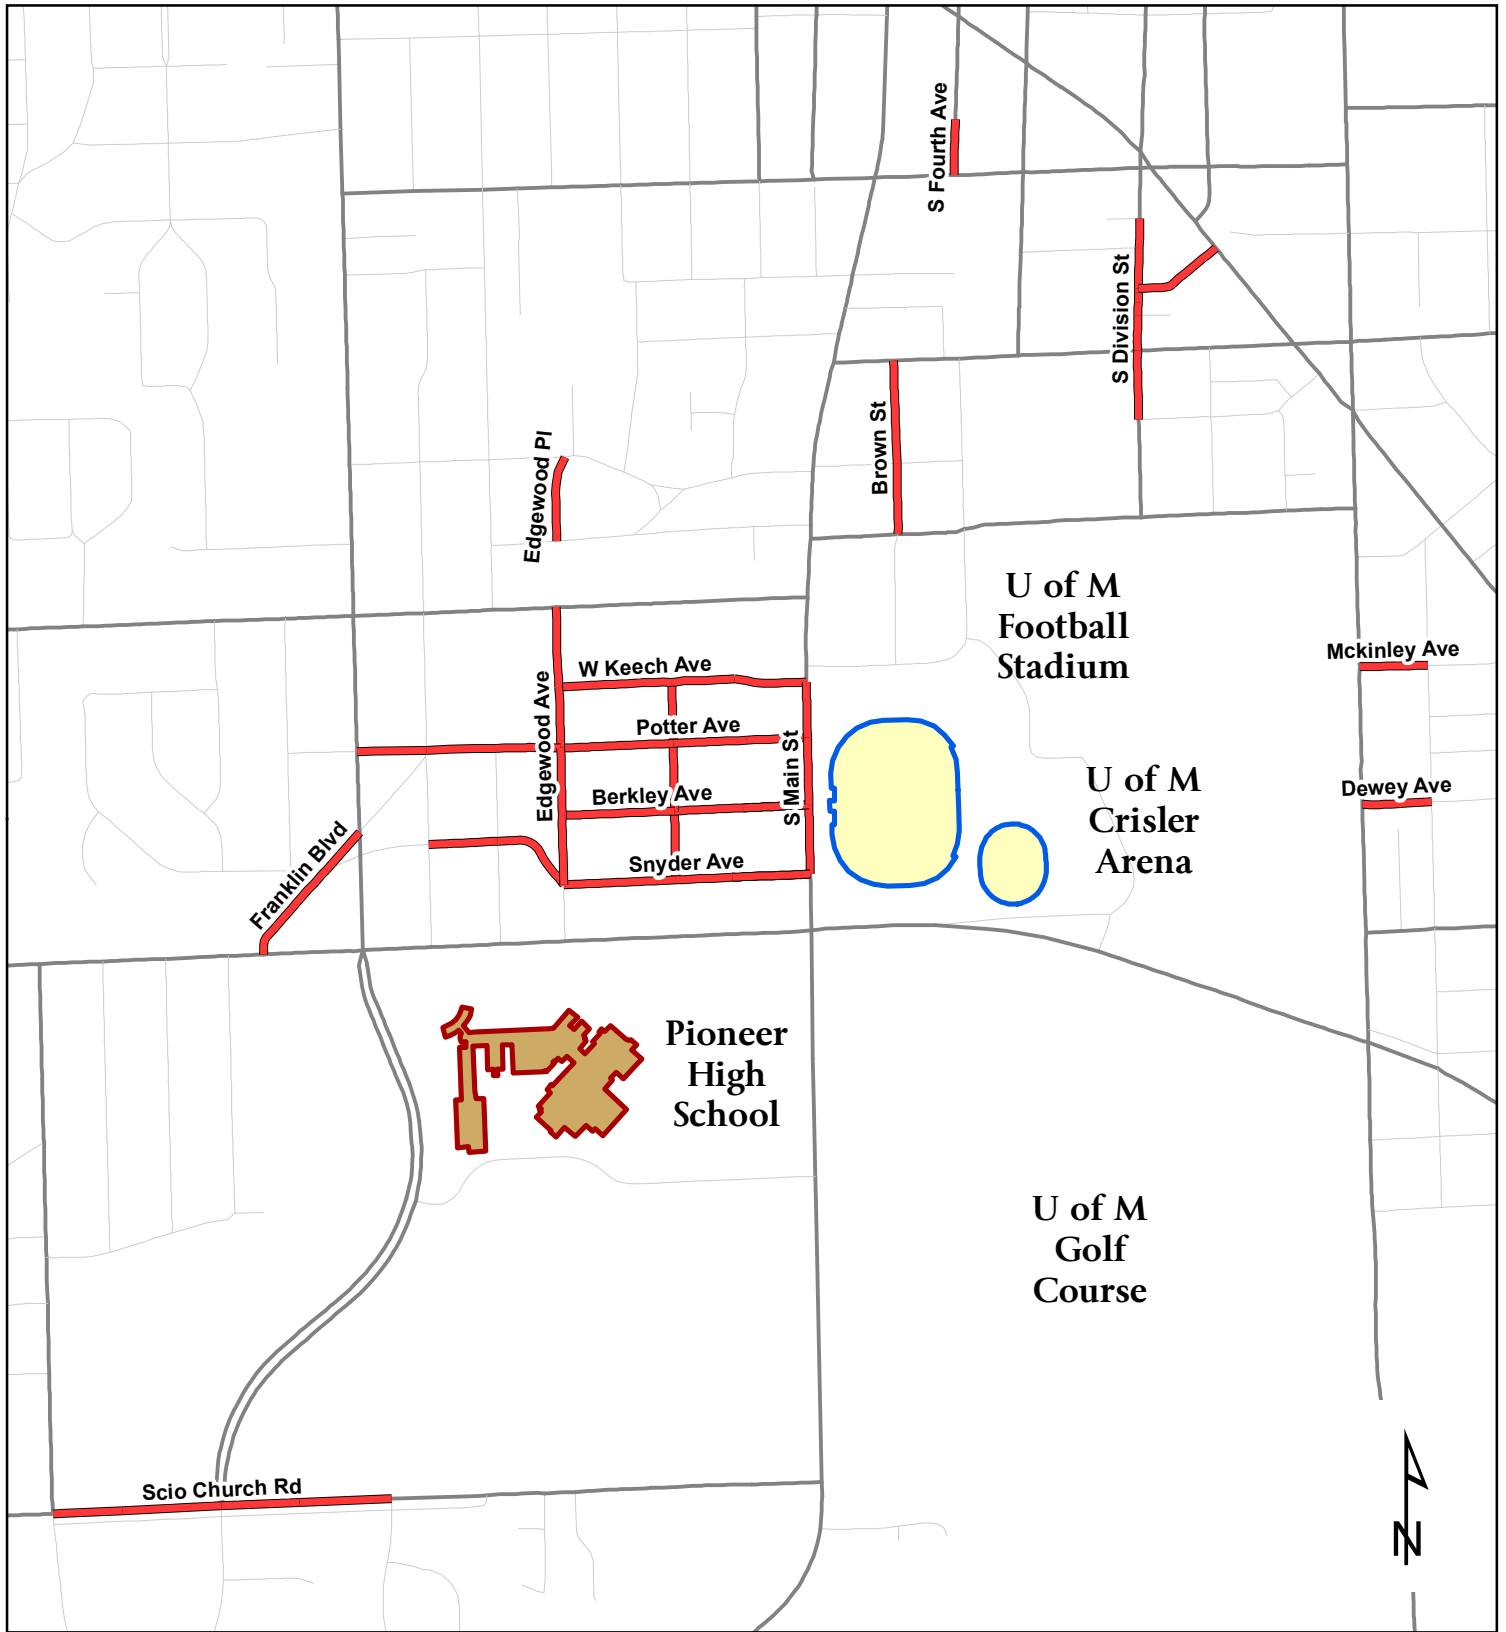 S Fourth Ave
S Division St
Brown St
Edgewood Pl
U of M
Football
Stadium
Mckinley Ave
W Keech Ave
Edgewood Ave
Potter Ave
S Main St
U of M
Crisler
Arena
Dewey Ave
Berkley Ave
Franklin Blvd
Snyder Ave
Pioneer
High
School
U of M
Golf
Course
Scio Church Rd
N